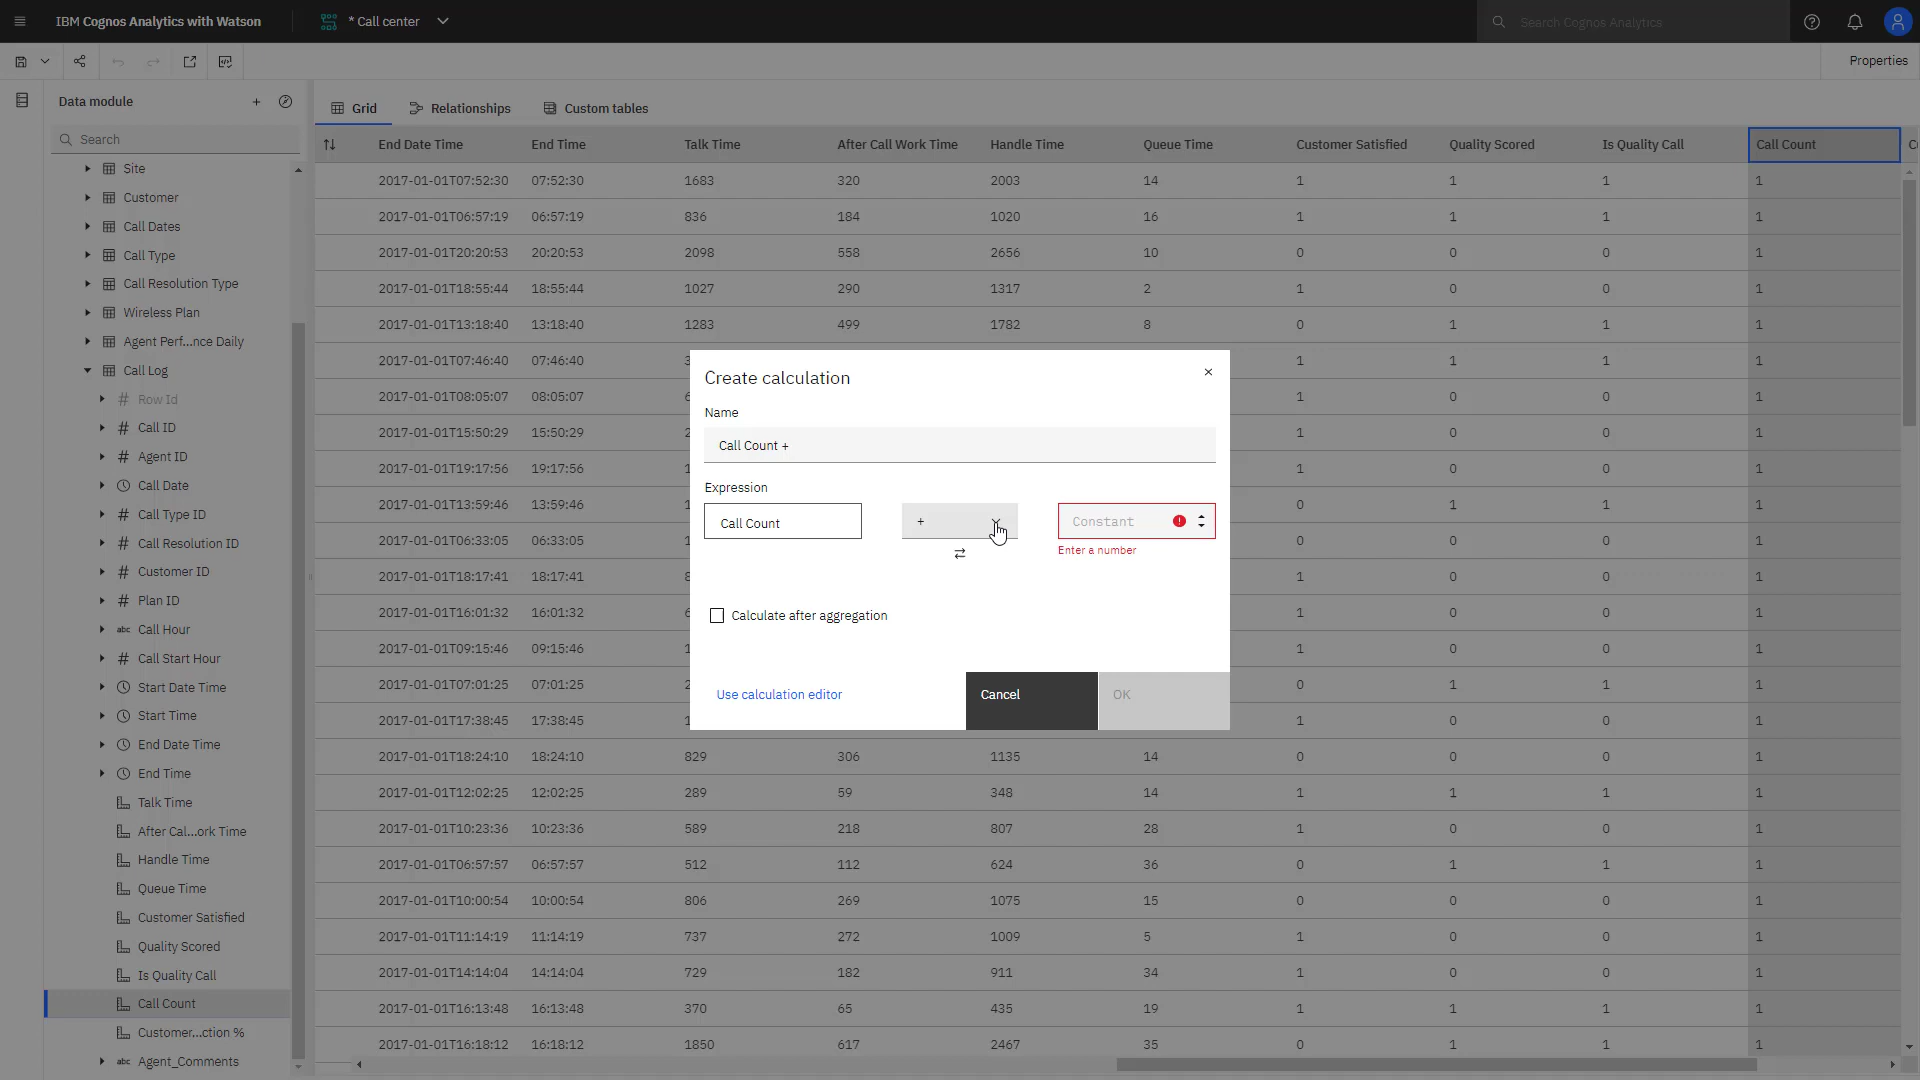 IBM Cognos Analytics with Watson
* Call center
Search Cognos Analytics
Properties
Data module
Search
Site
Customer
Call Dates
Call Type
Call Resolution Type
Wireless Plan
Agent Perf...nce Daily
Call Log
# Row Id
# Call ID
# Agent ID
Call Date
# Call Type ID
# Call Resolution ID
# Customer ID
# Plan ID
abc Call Hour
# Call Start Hour
Start Date Time
Start Time
End Date Time
End Time
Talk Time
After Cal...ork Time
Handle Time
Queue Time
Customer Satisfied
Quality Scored
Is Quality Call
Call Count
Customer...ction %
abc Agent_Comments
Grid Relationships Custom tables
End Date Time End Time Talk Time After Call Work Time Handle Time Queue Time Customer Satisfied Quality Scored Is Quality Call Call Count
2017-01-01T07:52:30 07:52:30 1683 320 2003 14 1 1 1 1
2017-01-01T06:57:19 06:57:19 836 184 1020 16 1 1 1 1
2017-01-01T20:20:53 20:20:53 2098 558 2656 10 0 0 0 1
2017-01-01T18:55:44 18:55:44 1027 290 1317 2 1 0 0 1
2017-01-01T13:18:40 13:18:40 1283 499 1782 8 0 1 1 1
2017-01-01T07:46:40 07:46:40 1 1 1 1
2017-01-01T08:05:07 08:05:07 1 0 0 1
2017-01-01T15:50:29 15:50:29 1 0 0 1
2017-01-01T19:17:56 19:17:56 1 0 0 1
2017-01-01T13:59:46 13:59:46 0 1 1 1
2017-01-01T06:33:05 06:33:05 0 0 0 1
2017-01-01T18:17:41 18:17:41 1 0 0 1
2017-01-01T16:01:32 16:01:32 1 0 0 1
2017-01-01T09:15:46 09:15:46 1 0 0 1
2017-01-01T07:01:25 07:01:25 0 1 1 1
2017-01-01T17:38:45 17:38:45 1 0 0 1
2017-01-01T18:24:10 18:24:10 829 306 1135 14 0 0 0 1
2017-01-01T12:02:25 12:02:25 289 59 348 14 1 1 1 1
2017-01-01T10:23:36 10:23:36 589 218 807 28 1 0 0 1
2017-01-01T06:57:57 06:57:57 512 112 624 36 0 1 1 1
2017-01-01T10:00:54 10:00:54 806 269 1075 15 0 0 0 1
2017-01-01T11:14:19 11:14:19 737 272 1009 5 1 0 0 1
2017-01-01T14:14:04 14:14:04 729 182 911 34 1 0 0 1
2017-01-01T16:13:48 16:13:48 370 65 435 19 0 1 1 1
2017-01-01T16:18:12 16:18:12 1850 617 2467 35 0 1 1 1
Create calculation
Name
Call Count +
Expression
Call Count + Constant
Enter a number
Calculate after aggregation
Use calculation editor
Cancel
OK